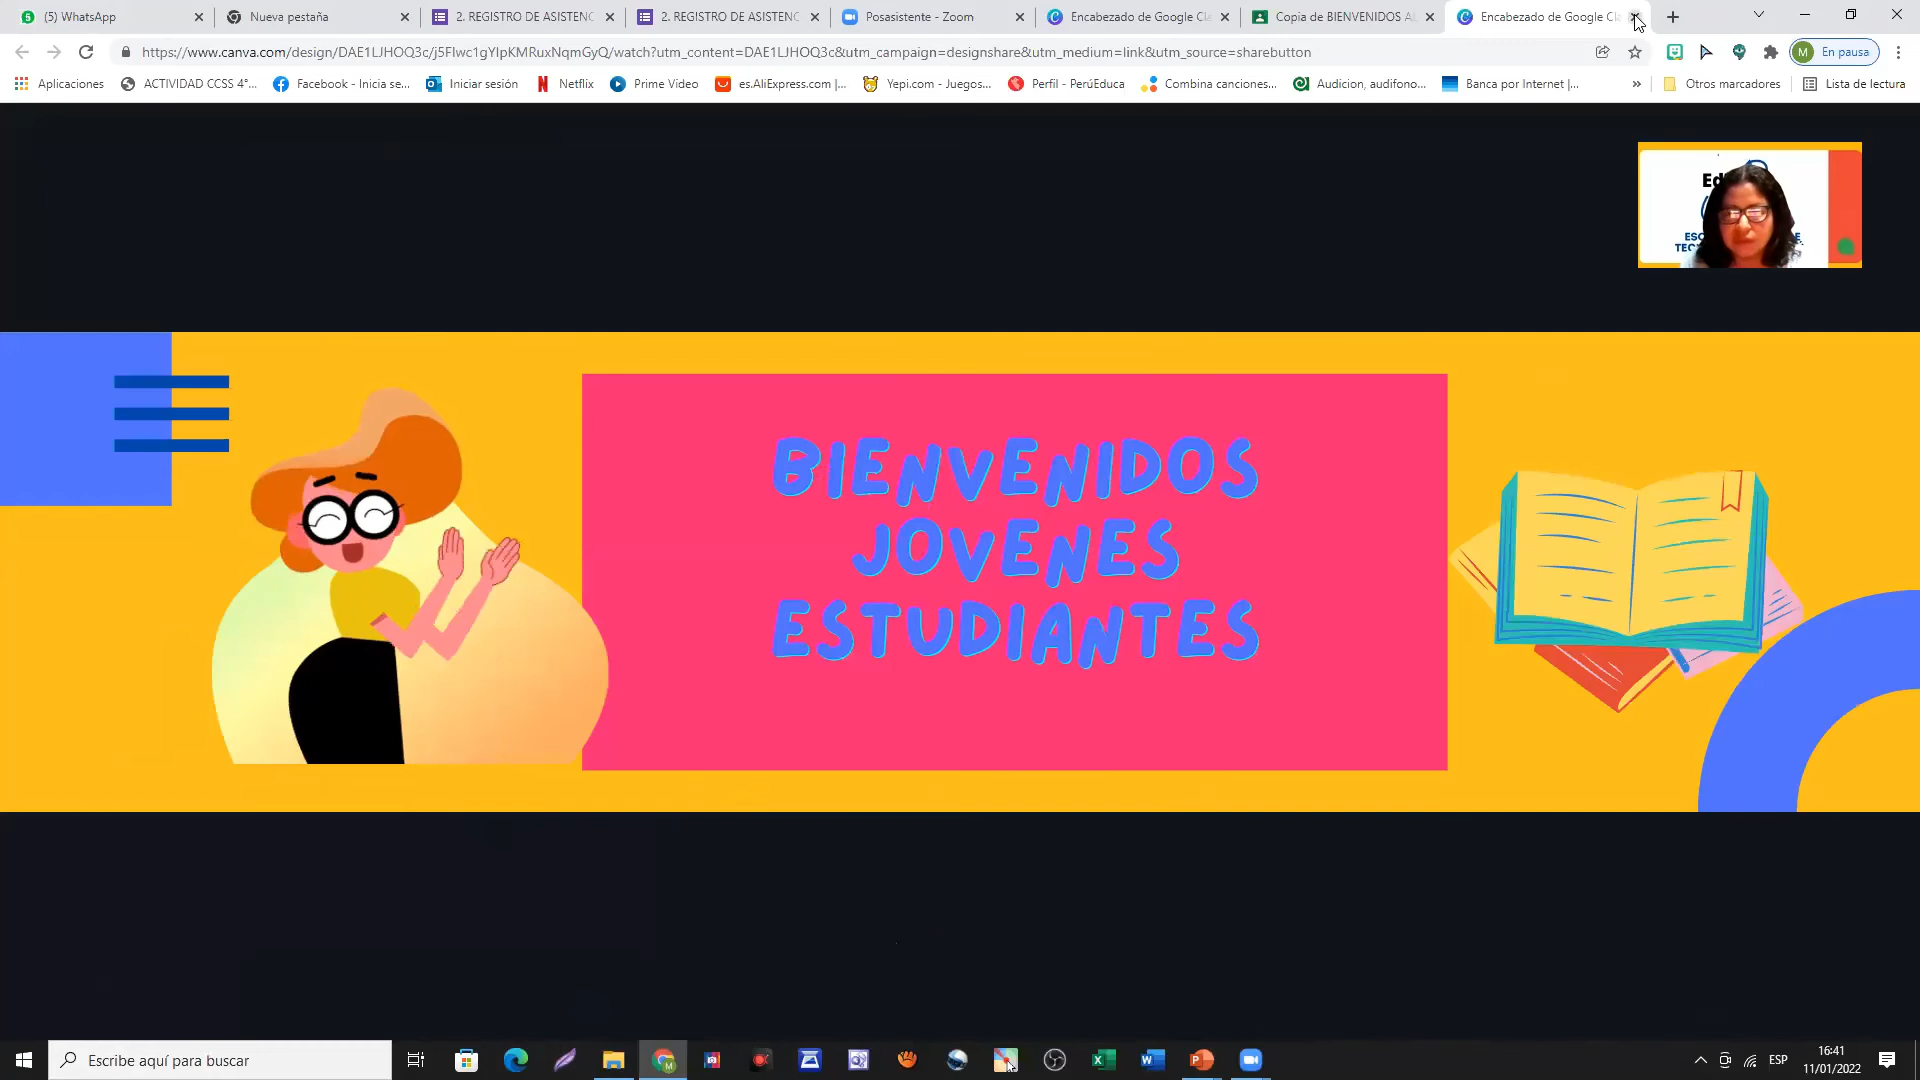 (5) WhatsApp
Nueva pestaña
2. REGISTRO DE ASISTENC
2. REGISTRO DE ASISTENC
Posasistente - Zoom
Encabezado de Google Cla
Copia de BIENVENIDOS AL
Encabezado de Google Cla
https://www.canva.com/design/DAE1LJHOQ3c/j5FIwc1gYIpKMRuxNqmGyQ/watch?utm_content=DAE1LJHOQ3c&utm_campaign=designshare&utm_medium=link&utm_source=sharebutton
M En pausa
Aplicaciones
ACTIVIDAD CCSS 4°...
Facebook - Inicia se...
Iniciar sesión
Netflix
Prime Video
es.AliExpress.com |...
Yepi.com - Juegos...
Perfil - PerúEduca
Combina canciones...
Audicion, audifono...
Banca por Internet |...
»
Otros marcadores
Lista de lectura
BIENVENIDOS
JOVENES
ESTUDIANTES
Escribe aquí para buscar
ESP
16:41
11/01/2022